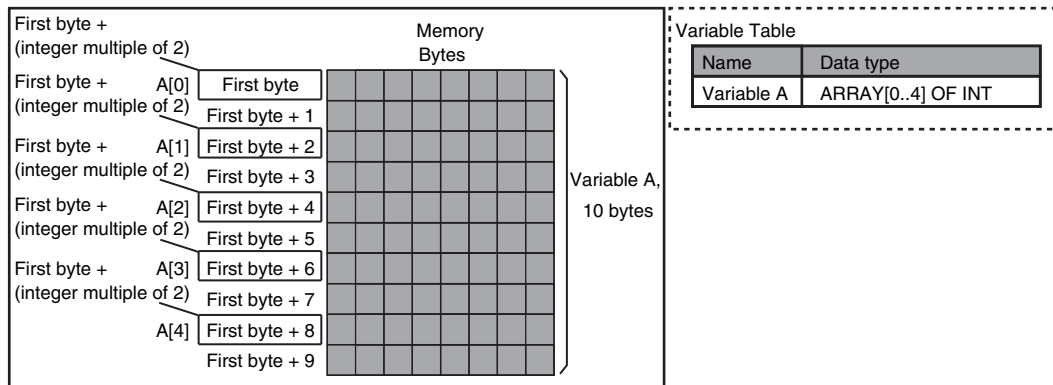 First byte +
(integer multiple of 2)
Memory
Bytes
A[0] First byte
First byte +
(integer multiple of 2)
First byte + 1
A[1] First byte + 2
First byte +
(integer multiple of 2)
First byte + 3
A[2] First byte + 4
First byte +
(integer multiple of 2)
First byte + 5
A[3] First byte + 6
First byte +
(integer multiple of 2)
First byte + 7
A[4] First byte + 8
First byte + 9
Variable A,
10 bytes
Variable Table
Name Data type
Variable A ARRAY[0..4] OF INT